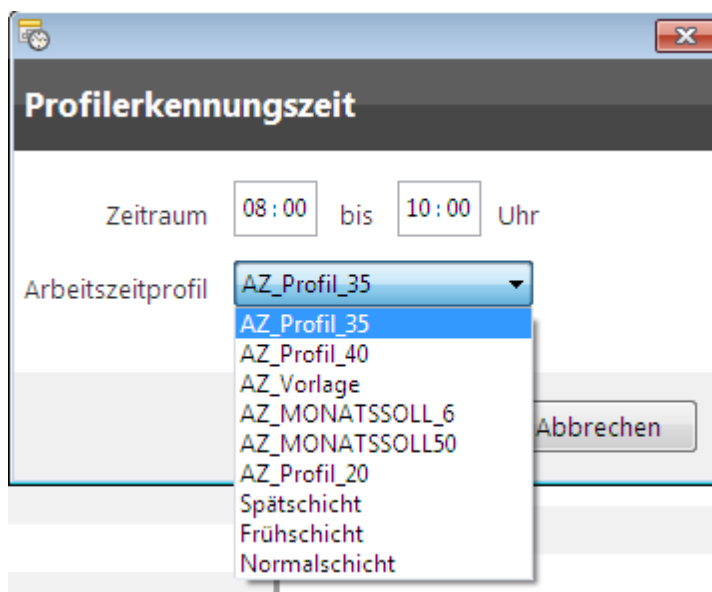 Profilerkennungszeit
Zeitraum 08:00 bis 10:00 Uhr
Arbeitszeitprofil AZ_Profil_35
AZ_Profil_35
AZ_Profil_40
AZ_Vorlage
AZ_MONATSSOLL_6
AZ_MONATSSOLL50
Abbrechen
AZ_Profil_20
Spätschicht
Frühschicht
Normalschicht